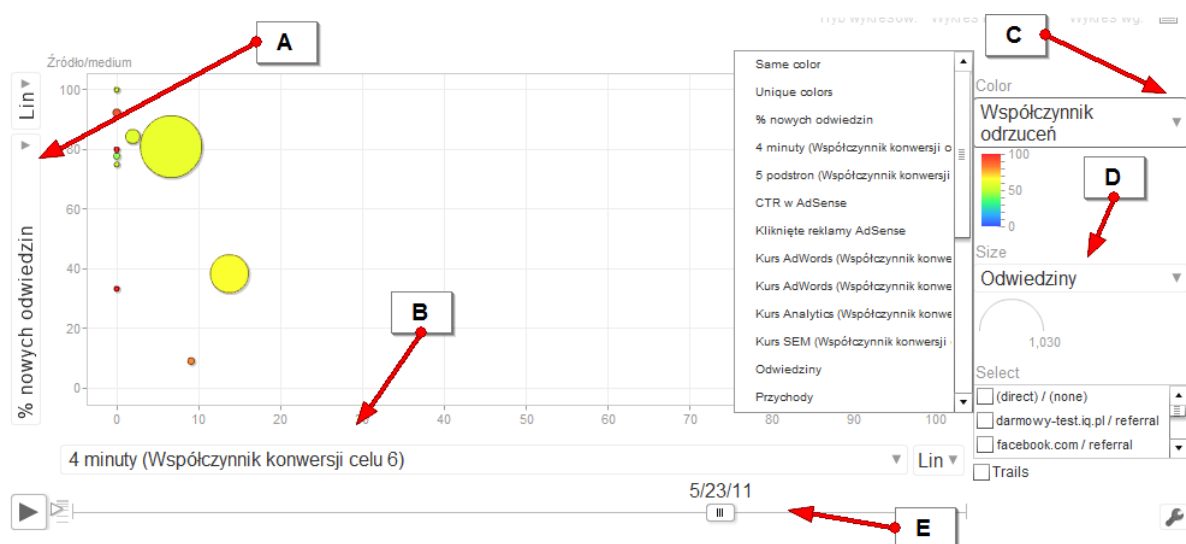 A
C
Źródło/medium
Lin
100
80
60
40
20
0
% nowych odwiedzin
Same color
Unique colors
% nowych odwiedzin
4 minuty (Współczynnik konwersji o
5 podstron (Współczynnik konwersji
CTR w AdSense
Kliknięte reklamy AdSense
Kurs AdWords (Współczynnik konwe
Kurs AdWords (Współczynnik konwe
Kurs Analytics (Współczynnik konwe
Kurs SEM (Współczynnik konwersji
Odwiedziny
Przychody
Color
Współczynnik
odrzuceń
100
50
0
D
Size
Odwiedziny
1,030
Select
(direct) / (none)
darmowy-test.iq.pl / referral
facebook.com / referral
Trails
B
0 10 20 30 40 50 60 70 80 90 100
4 minuty (Współczynnik konwersji celu 6)
Lin
5/23/11
E